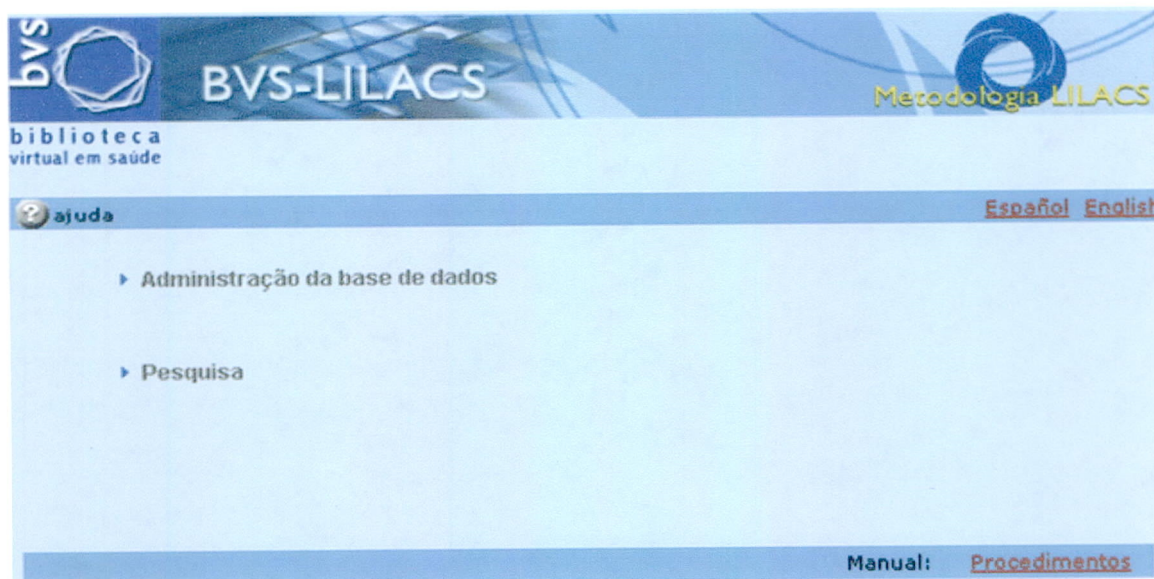 bvs
BVS-LILACS
Metodologia LILACS
biblioteca
virtual em saúde
? ajuda
Español English
Administração da base de dados
Pesquisa
Manual: Procedimentos